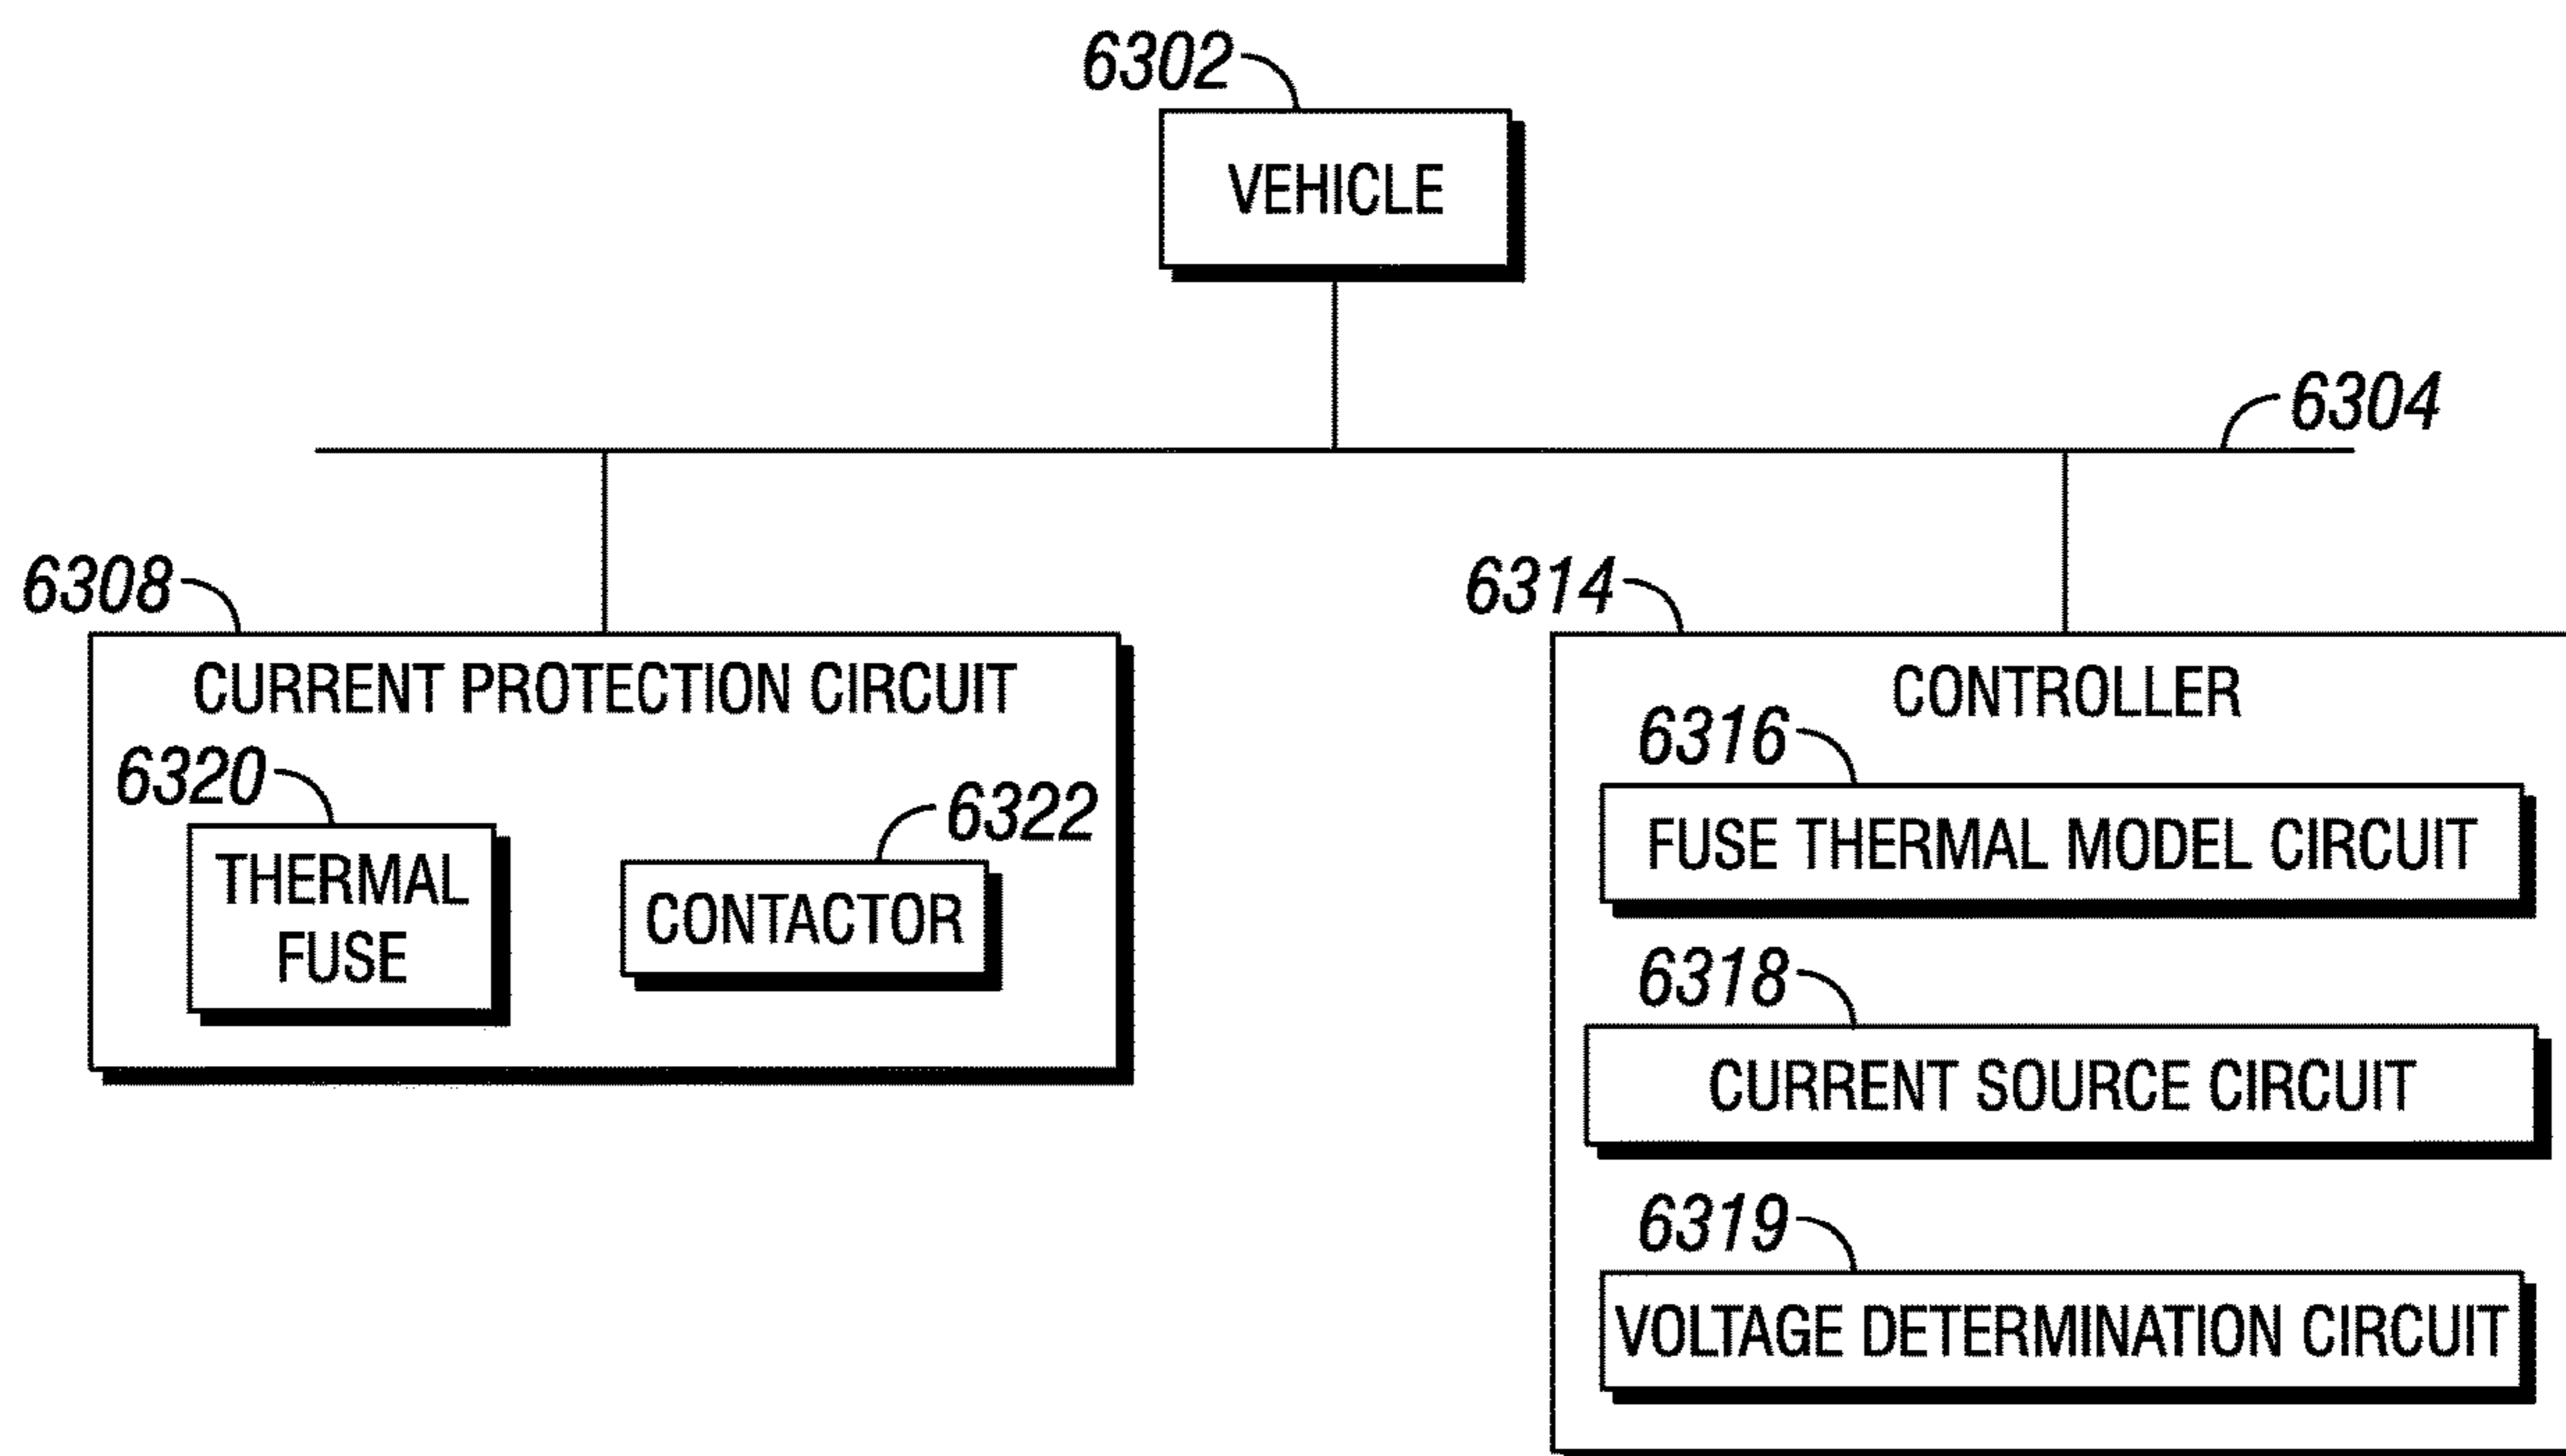 6302
VEHICLE
6304
6308
CURRENT PROTECTION CIRCUIT
6320
THERMAL
FUSE
6322
CONTACTOR
6314
CONTROLLER
6316
FUSE THERMAL MODEL CIRCUIT
6318
CURRENT SOURCE CIRCUIT
6319
VOLTAGE DETERMINATION CIRCUIT